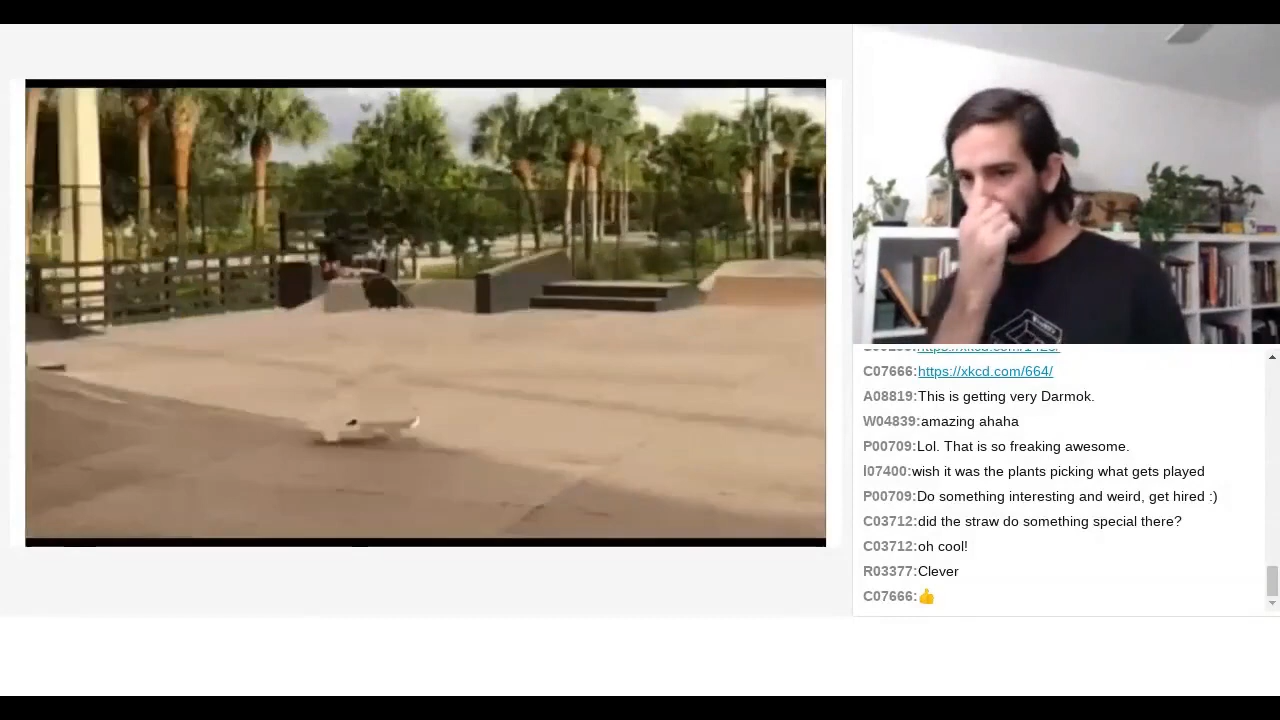 C07666:https://xkcd.com/664/
A08819:This is getting very Darmok.
W04839:amazing ahaha
P00709:Lol. That is so freaking awesome.
l07400:wish it was the plants picking what gets played
P00709:Do something interesting and weird, get hired :)
C03712:did the straw do something special there?
C03712:oh cool!
R03377:Clever
C07666:👍